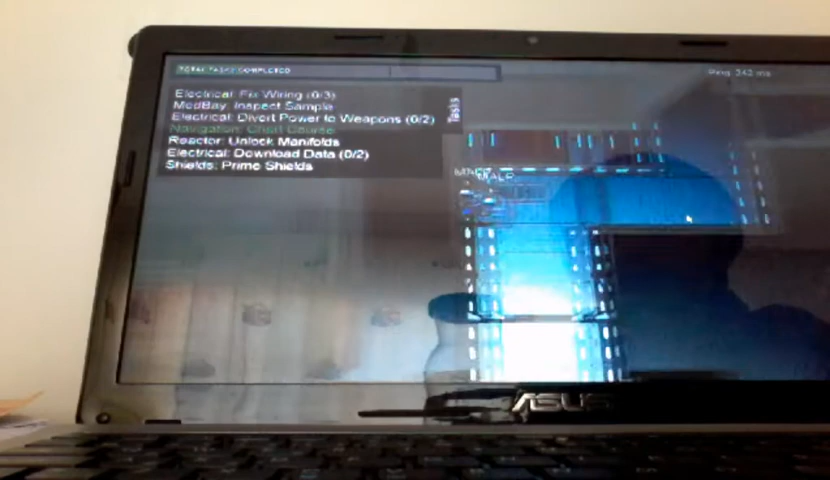 TOTAL TASKS COMPLETED
Ping: 242 ms
Electrical: Fix Wiring (0/3)
MedBay: Inspect Sample
Electrical: Divert Power to Weapons (0/2)
Navigation: Chart Course
Reactor: Unlock Manifolds
Electrical: Download Data (0/2)
Shields: Prime Shields
Tasks
ASUS